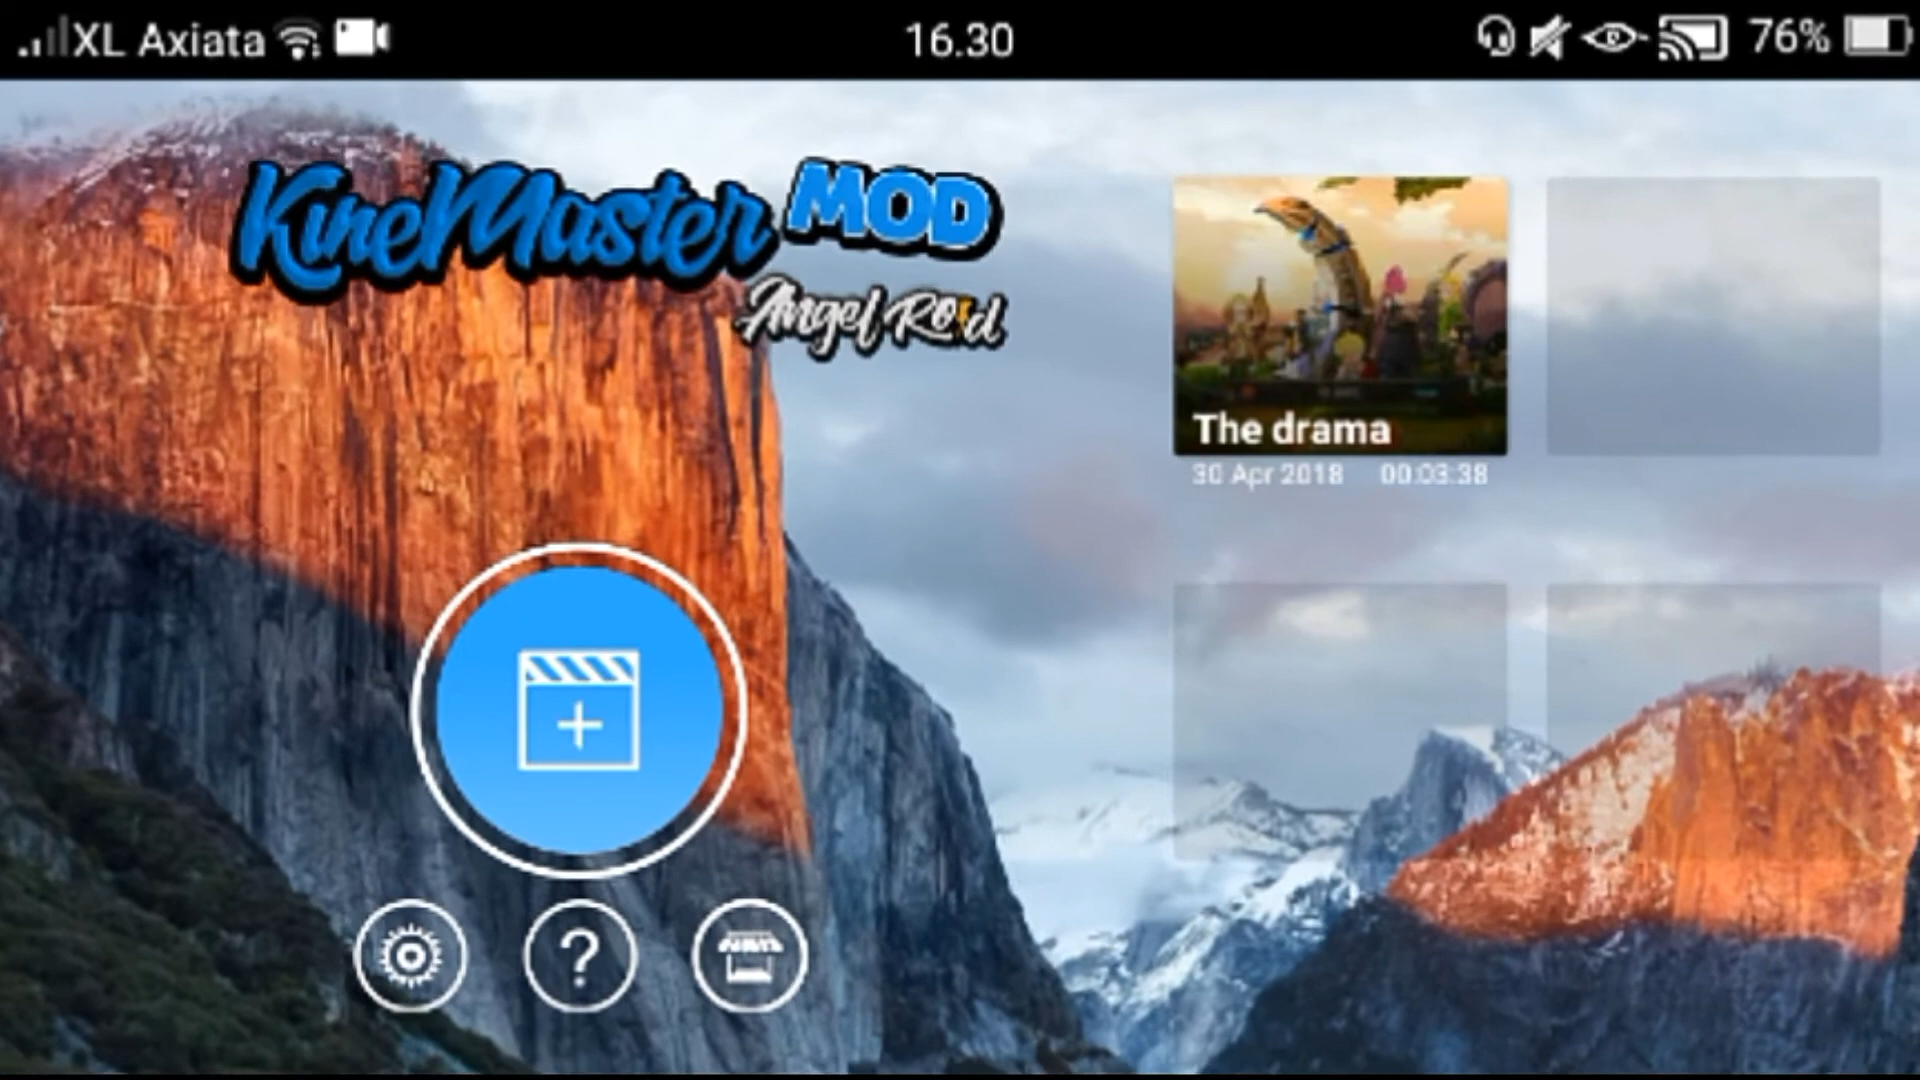 XL Axiata
16.30
76%
KineMaster MOD
Angel Roid
The drama
30 Apr 2018 00:03:38